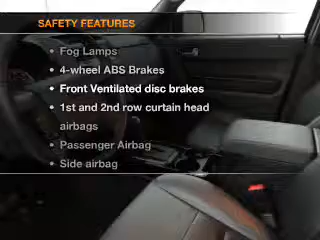 SAFETY FEATURES
• Fog Lamps
• 4-wheel ABS Brakes
• Front Ventilated disc brakes
• 1st and 2nd row curtain head
airbags
• Passenger Airbag
• Side airbag